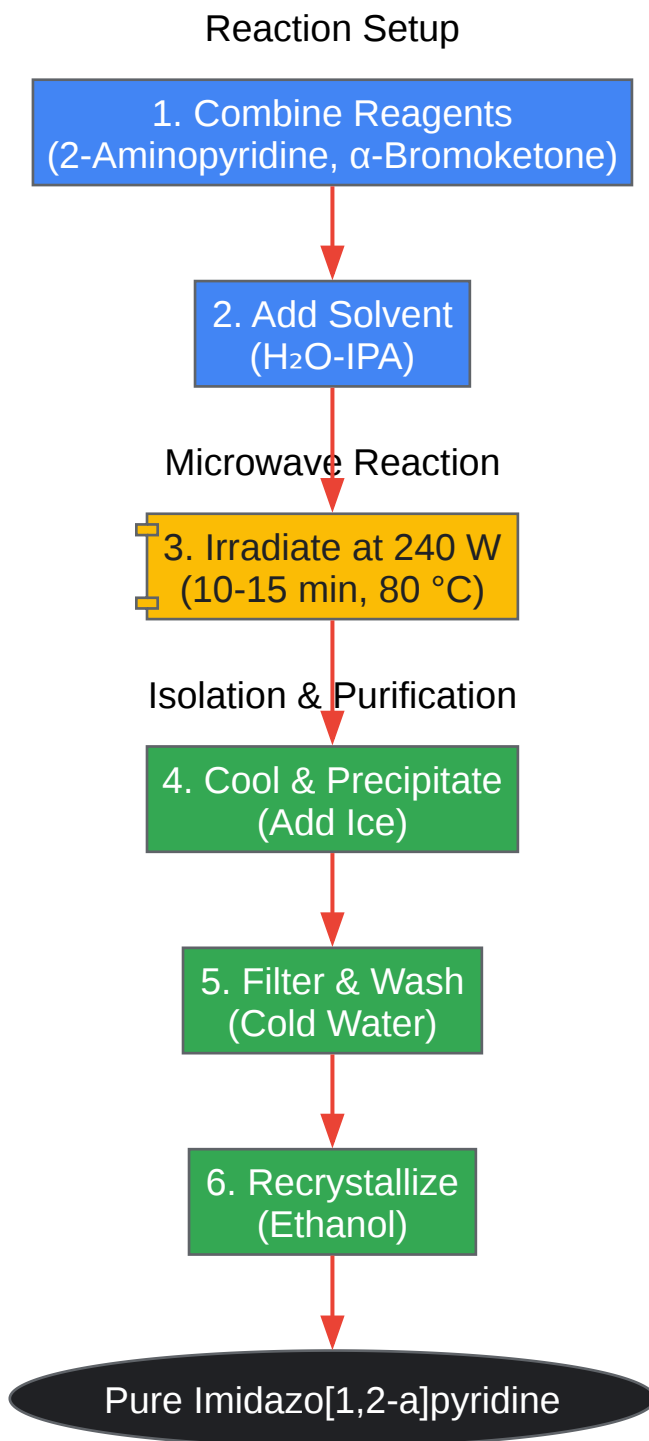 Reaction Setup
1. Combine Reagents
(2-Aminopyridine, α-Bromoketone)
2. Add Solvent
(H₂O-IPA)
Microwave Reaction
3. Irradiate at 240 W
(10-15 min, 80 °C)
Isolation & Purification
4. Cool & Precipitate
(Add Ice)
5. Filter & Wash
(Cold Water)
6. Recrystallize
(Ethanol)
Pure Imidazo[1,2-a]pyridine